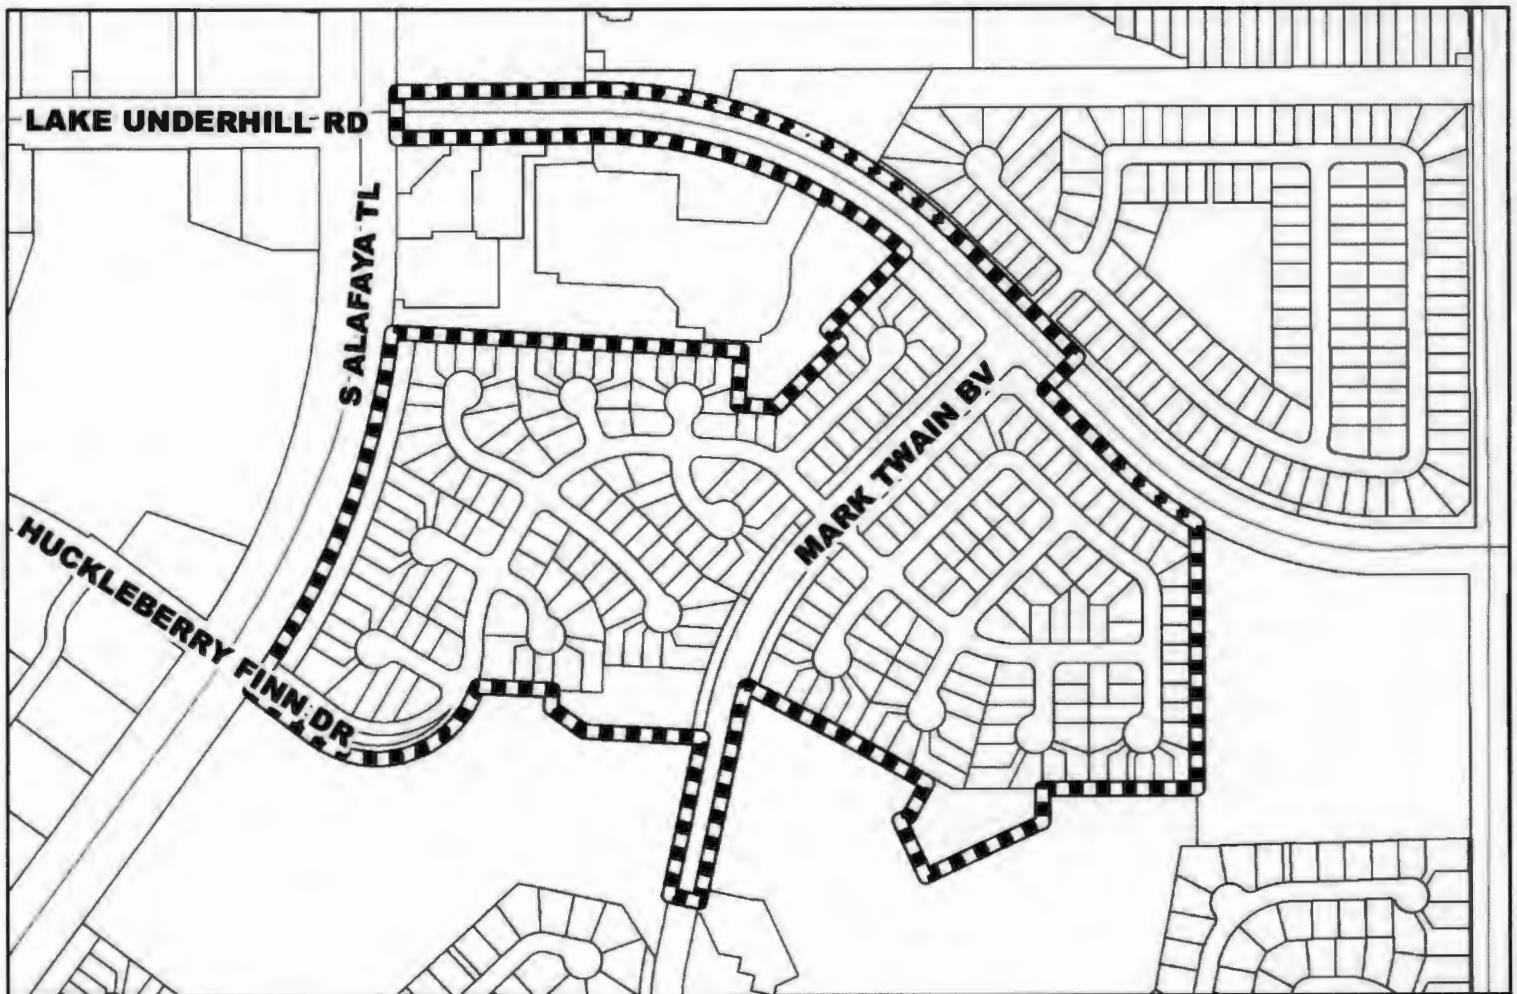 LAKE UNDERHILL RD
S ALAFAYA TL
MARK TWAIN BV
HUCKLEBERRY FINN DR